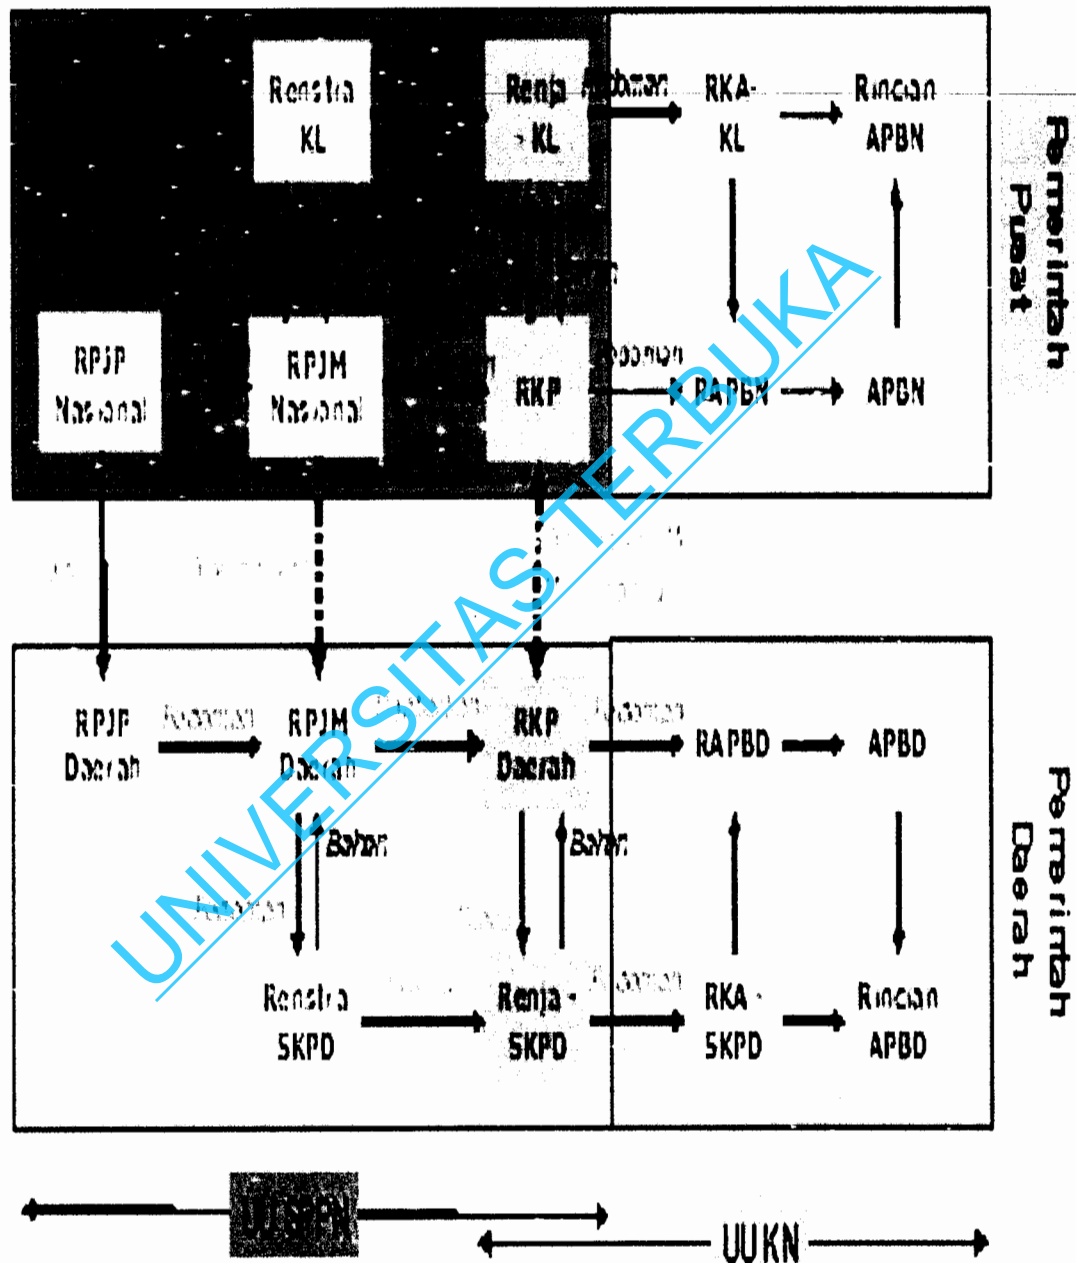 Renstra
KL
Renja
- KL
Pedoman
RKA-
KL
Rincian
APBN
Pemerintah
Pusat
RPJP
Nasional
RPJM
Nasional
RKP
Pedoman
RAPBN
APBN
UNIVERSITAS TERBUKA
RPJP
Daerah
Pedoman
RPJM
Daerah
RKP
Daerah
Pedoman
RAPBD
APBD
Pemerintah
Daerah
Bahan
Bahan
Pedoman
Renstra
SKPD
Renja -
SKPD
Pedoman
RKA -
SKPD
Rincian
APBD
UU SPPN
UU KN